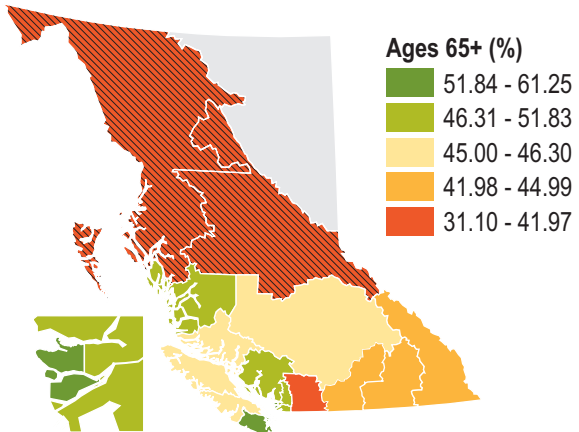 Ages 65+ (%)
51.84 - 61.25
46.31 - 51.83
45.00 - 46.30
41.98 - 44.99
31.10 - 41.97